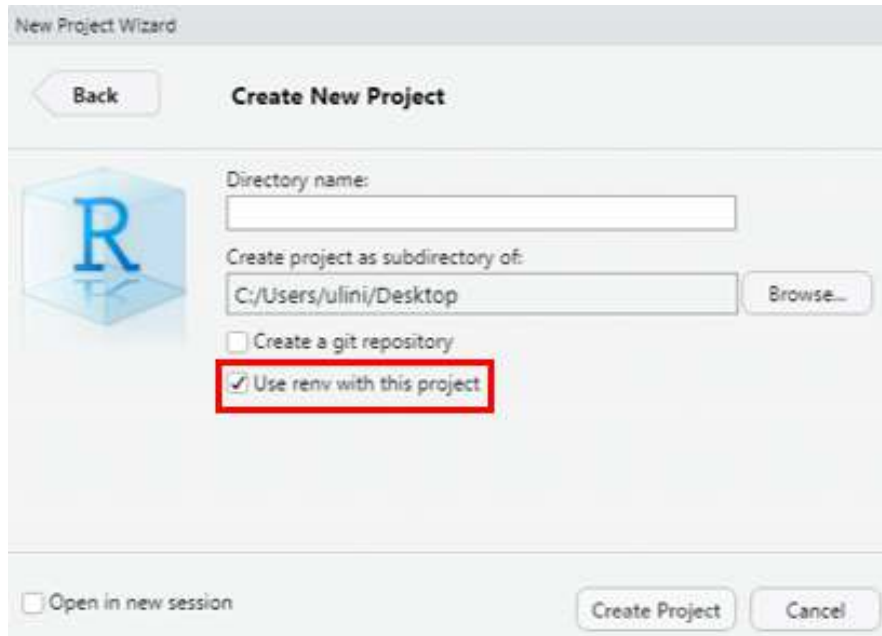 New Project Wizard
Back
Create New Project
R
Directory name:
Create project as subdirectory of:
C:/Users/ulini/Desktop
Browse...
Create a git repository
Use renv with this project
Open in new session
Create Project
Cancel